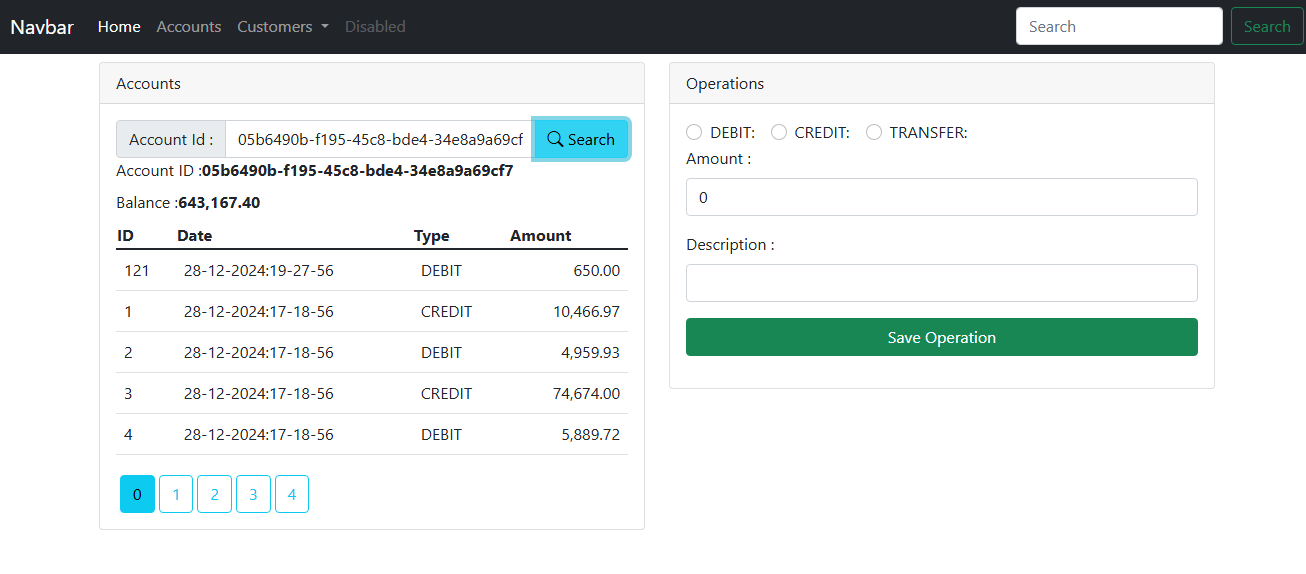 Navbar Home Accounts Customers Disabled Search Search
Accounts
Account Id : 05b6490b-f195-45c8-bde4-34e8a9a69cf Search
Account ID :05b6490b-f195-45c8-bde4-34e8a9a69cf7
Balance :643,167.40
ID Date Type Amount
121 28-12-2024:19-27-56 DEBIT 650.00
1 28-12-2024:17-18-56 CREDIT 10,466.97
2 28-12-2024:17-18-56 DEBIT 4,959.93
3 28-12-2024:17-18-56 CREDIT 74,674.00
4 28-12-2024:17-18-56 DEBIT 5,889.72
0 1 2 3 4
Operations
DEBIT: CREDIT: TRANSFER:
Amount :
0
Description :
Save Operation